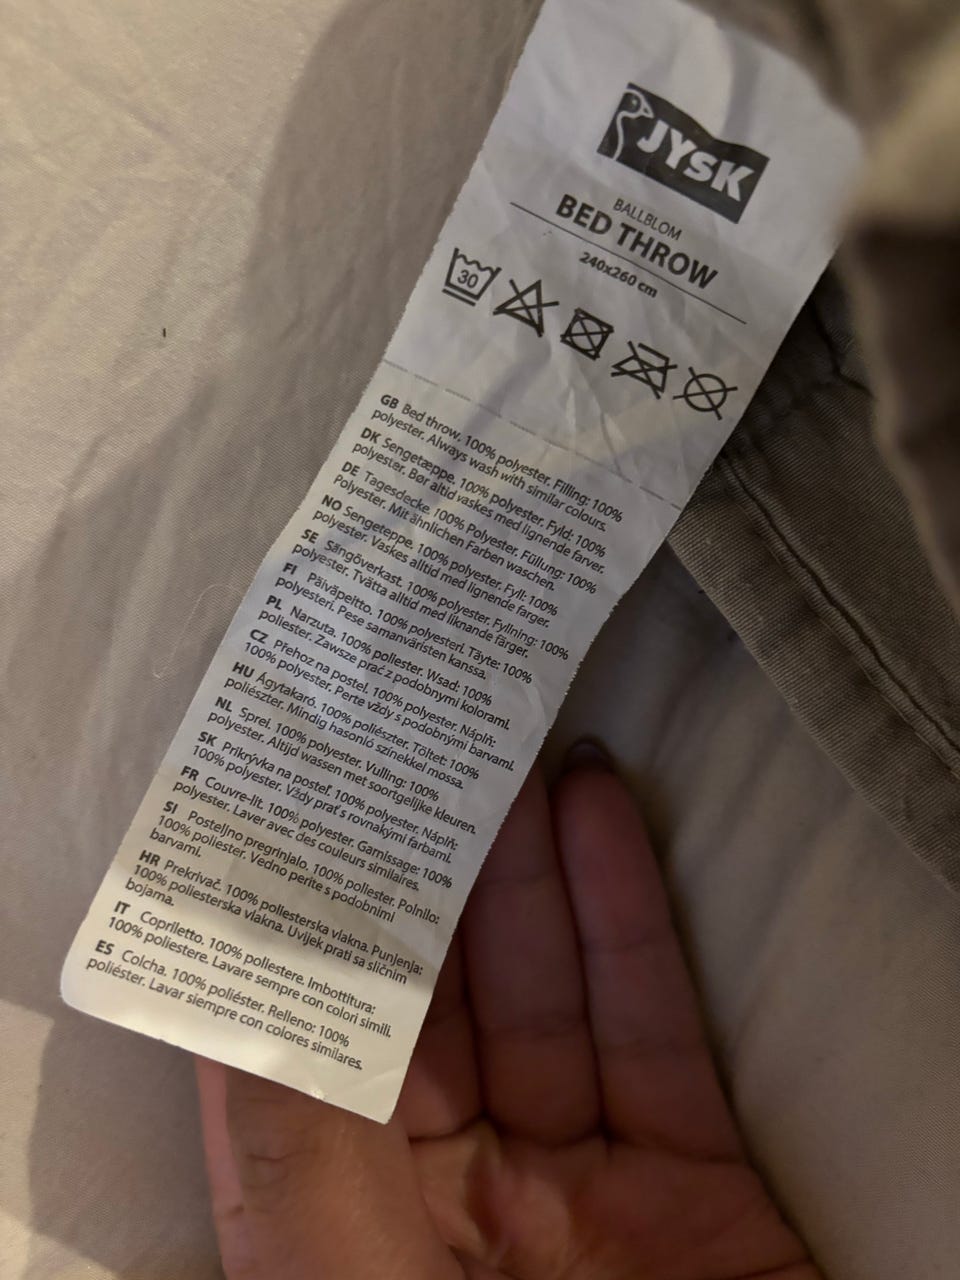 JYSK
BALLBLOM
BED THROW
240x260 cm
30
GB Bed throw. 100% polyester. Filling: 100%
polyester. Always wash with similar colours.
DK Sengetæppe. 100% polyester. Fyld: 100%
polyester. Bør altid vaskes med lignende farver.
DE Tagesdecke 100% Polyester. Füllung: 100%
Polyester. Mit ähnlichen Farben waschen.
NO Sengeteppe. 100% polyester. Fyll: 100%
polyester. Vaskes alltid med lignende farger.
SE Sängöverkast. 100% polyester. Fyllning: 100%
polyester. Tvätta alltid med liknande färger.
FI Päiväpeitto. 100% polyesteri. Täyte: 100%
polyesteri. Pese samanväristen kanssa.
PL Narzuta. 100% poliester. Wsad: 100%
poliester. Zawsze prać z podobnymi kolorami.
CZ Přehoz na postel. 100% polyester. Náplň:
100% polyester. Perte vždy s podobnými barvami.
HU Ágytakaró. 100% poliészter. Töltet: 100%
poliészter. Mindig hasonló színekkel mossa.
NL Sprei. 100% polyester. Vulling: 100%
polyester. Altijd wassen met soortgelijke kleuren.
SK Prikrývka na posteľ. 100% polyester. Náplň:
100% polyester. Vždy prať s rovnakými farbami.
FR Couvre-lit. 100% polyester. Garnissage: 100%
polyester. Laver avec des couleurs similaires.
SI Posteljno pregrinjalo. 100% poliester. Polnilo:
100% poliester. Vedno perite s podobnimi
barvami.
HR Prekrivač. 100% poliesterska vlakna. Punjenja:
100% poliesterska vlakna. Uvijek prati sa sličnim
bojama.
IT Copriletto. 100% poliestere. Imbottitura:
100% poliestere. Lavare sempre con colori simili.
ES Colcha. 100% poliéster. Relleno: 100%
poliéster. Lavar siempre con colores similares.